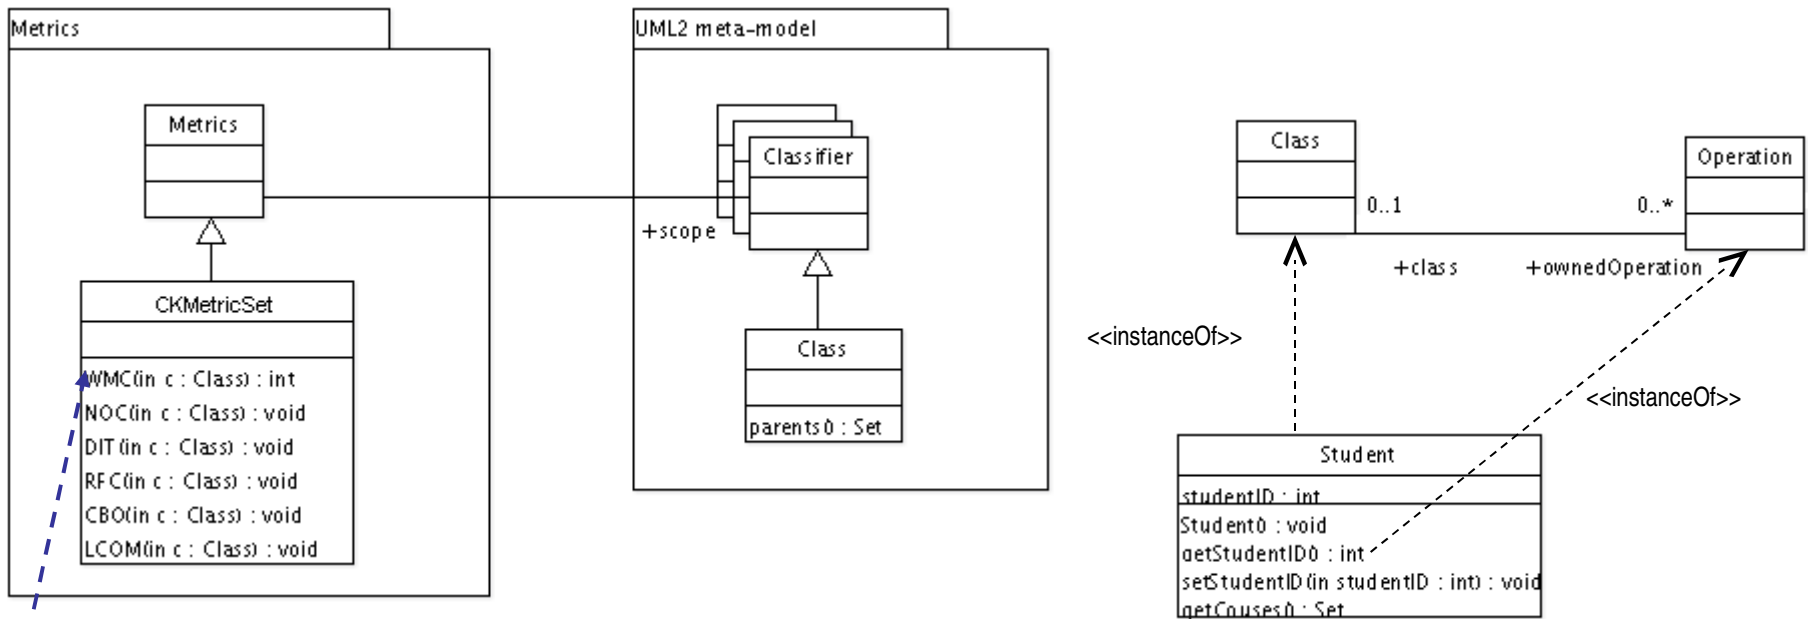 Metrics
Metrics
CKMetricSet
WMC(in c : Class) : int
NOC(in c : Class) : void
DIT(in c : Class) : void
RFC(in c : Class) : void
CBO(in c : Class) : void
LCOM(in c : Class) : void
UML2 meta-model
Classifier
+scope
Class
parents() : Set
Class
Operation
0..1
0..*
+class
+ownedOperation
<<instanceOf>>
<<instanceOf>>
Student
studentID : int
Student() : void
getStudentID() : int
setStudentID(in studentID : int) : void
getCouses() : Set